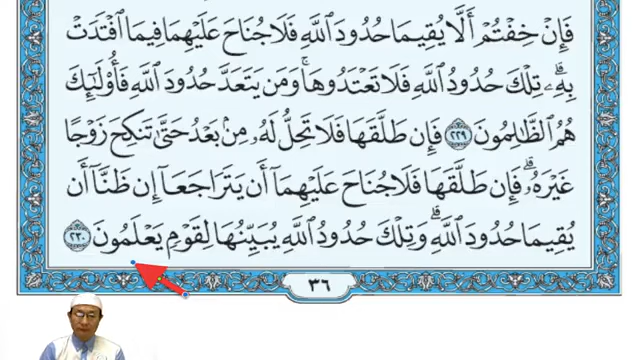 فَإِنْ خِفْتُمْ أَلَّا يُقِيمَا حُدُودَ ٱللَّهِ فَلَا جُنَاحَ عَلَيْهِمَا فِيمَا ٱفْتَدَتْ
بِهِۦۗ تِلْكَ حُدُودُ ٱللَّهِ فَلَا تَعْتَدُوهَاۚ وَمَن يَتَعَدَّ حُدُودَ ٱللَّهِ فَأُو۟لَٰٓئِكَ
هُمُ ٱلظَّٰلِمُونَ ٢٢٩ فَإِن طَلَّقَهَا فَلَا تَحِلُّ لَهُۥ مِنۢ بَعْدُ حَتَّىٰ تَنكِحَ زَوْجًا
غَيْرَهُۥۗ فَإِن طَلَّقَهَا فَلَا جُنَاحَ عَلَيْهِمَآ أَن يَتَرَاجَعَآ إِن ظَنَّآ أَن
يُقِيمَا حُدُودَ ٱللَّهِۗ وَتِلْكَ حُدُودُ ٱللَّهِ يُبَيِّنُهَا لِقَوْمٍ يَعْلَمُونَ ٢٣٠
٣٦